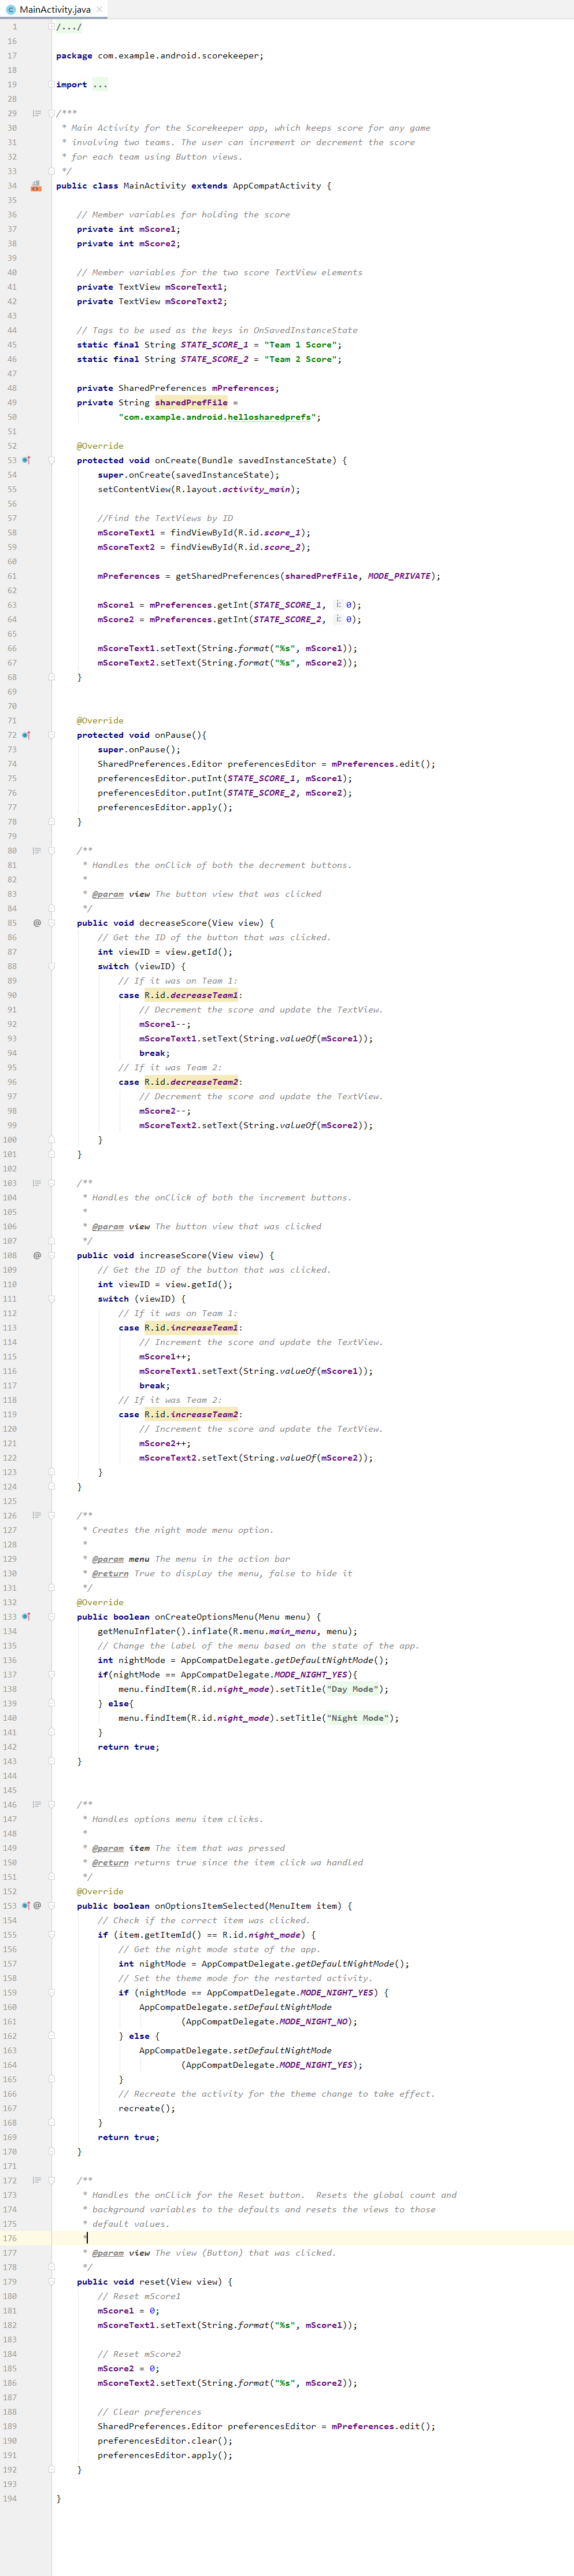 MainActivity.java
1 /.../
16
17 package com.example.android.scorekeeper;
18
19 import ...
28
29 /***
30 * Main Activity for the Scorekeeper app, which keeps score for any game
31 * involving two teams. The user can increment or decrement the score
32 * for each team using Button views.
33 */
34 public class MainActivity extends AppCompatActivity {
35
36 // Member variables for holding the score
37 private int mScore1;
38 private int mScore2;
39
40 // Member variables for the two score TextView elements
41 private TextView mScoreText1;
42 private TextView mScoreText2;
43
44 // Tags to be used as the keys in OnSavedInstanceState
45 static final String STATE_SCORE_1 = "Team 1 Score";
46 static final String STATE_SCORE_2 = "Team 2 Score";
47
48 private SharedPreferences mPreferences;
49 private String sharedPrefFile =
50 "com.example.android.hellosharedprefs";
51
52 @Override
53 protected void onCreate(Bundle savedInstanceState) {
54 super.onCreate(savedInstanceState);
55 setContentView(R.layout.activity_main);
56
57 //Find the TextViews by ID
58 mScoreText1 = findViewById(R.id.score_1);
59 mScoreText2 = findViewById(R.id.score_2);
60
61 mPreferences = getSharedPreferences(sharedPrefFile, MODE_PRIVATE);
62
63 mScore1 = mPreferences.getInt(STATE_SCORE_1, i: 0);
64 mScore2 = mPreferences.getInt(STATE_SCORE_2, i: 0);
65
66 mScoreText1.setText(String.format("%s", mScore1));
67 mScoreText2.setText(String.format("%s", mScore2));
68 }
69
70
71 @Override
72 protected void onPause(){
73 super.onPause();
74 SharedPreferences.Editor preferencesEditor = mPreferences.edit();
75 preferencesEditor.putInt(STATE_SCORE_1, mScore1);
76 preferencesEditor.putInt(STATE_SCORE_2, mScore2);
77 preferencesEditor.apply();
78 }
79
80 /**
81 * Handles the onClick of both the decrement buttons.
82 *
83 * @param view The button view that was clicked
84 */
85 @ public void decreaseScore(View view) {
86 // Get the ID of the button that was clicked.
87 int viewID = view.getId();
88 switch (viewID) {
89 // If it was on Team 1:
90 case R.id.decreaseTeam1:
91 // Decrement the score and update the TextView.
92 mScore1--;
93 mScoreText1.setText(String.valueOf(mScore1));
94 break;
95 // If it was Team 2:
96 case R.id.decreaseTeam2:
97 // Decrement the score and update the TextView.
98 mScore2--;
99 mScoreText2.setText(String.valueOf(mScore2));
100 }
101 }
102
103 /**
104 * Handles the onClick of both the increment buttons.
105 *
106 * @param view The button view that was clicked
107 */
108 @ public void increaseScore(View view) {
109 // Get the ID of the button that was clicked.
110 int viewID = view.getId();
111 switch (viewID) {
112 // If it was on Team 1:
113 case R.id.increaseTeam1:
114 // Increment the score and update the TextView.
115 mScore1++;
116 mScoreText1.setText(String.valueOf(mScore1));
117 break;
118 // If it was Team 2:
119 case R.id.increaseTeam2:
120 // Increment the score and update the TextView.
121 mScore2++;
122 mScoreText2.setText(String.valueOf(mScore2));
123 }
124 }
125
126 /**
127 * Creates the night mode menu option.
128 *
129 * @param menu The menu in the action bar
130 * @return True to display the menu, false to hide it
131 */
132 @Override
133 public boolean onCreateOptionsMenu(Menu menu) {
134 getMenuInflater().inflate(R.menu.main_menu, menu);
135 // Change the label of the menu based on the state of the app.
136 int nightMode = AppCompatDelegate.getDefaultNightMode();
137 if(nightMode == AppCompatDelegate.MODE_NIGHT_YES){
138 menu.findItem(R.id.night_mode).setTitle("Day Mode");
139 } else{
140 menu.findItem(R.id.night_mode).setTitle("Night Mode");
141 }
142 return true;
143 }
144
145
146 /**
147 * Handles options menu item clicks.
148 *
149 * @param item The item that was pressed
150 * @return returns true since the item click wa handled
151 */
152 @Override
153 @ public boolean onOptionsItemSelected(MenuItem item) {
154 // Check if the correct item was clicked.
155 if (item.getItemId() == R.id.night_mode) {
156 // Get the night mode state of the app.
157 int nightMode = AppCompatDelegate.getDefaultNightMode();
158 // Set the theme mode for the restarted activity.
159 if (nightMode == AppCompatDelegate.MODE_NIGHT_YES) {
160 AppCompatDelegate.setDefaultNightMode
161 (AppCompatDelegate.MODE_NIGHT_NO);
162 } else {
163 AppCompatDelegate.setDefaultNightMode
164 (AppCompatDelegate.MODE_NIGHT_YES);
165 }
166 // Recreate the activity for the theme change to take effect.
167 recreate();
168 }
169 return true;
170 }
171
172 /**
173 * Handles the onClick for the Reset button.  Resets the global count and
174 * background variables to the defaults and resets the views to those
175 * default values.
176 *
177 * @param view The view (Button) that was clicked.
178 */
179 public void reset(View view) {
180 // Reset mScore1
181 mScore1 = 0;
182 mScoreText1.setText(String.format("%s", mScore1));
183
184 // Reset mScore2
185 mScore2 = 0;
186 mScoreText2.setText(String.format("%s", mScore2));
187
188 // Clear preferences
189 SharedPreferences.Editor preferencesEditor = mPreferences.edit();
190 preferencesEditor.clear();
191 preferencesEditor.apply();
192 }
193
194 }